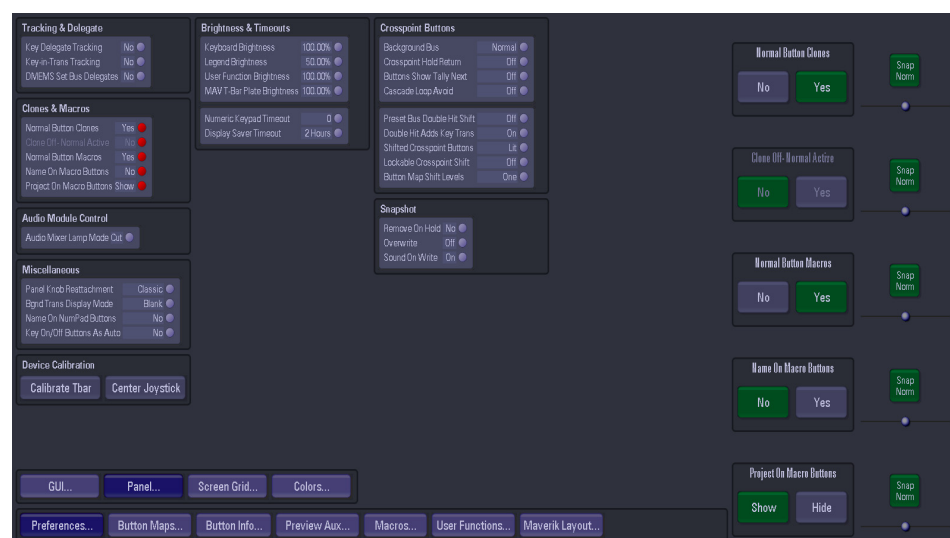 Tracking & Delegate
Key Delegate Tracking No
Key-in-Trans Tracking No
DMEMS Set Bus Delegates No
Clones & Macros
Normal Button Clones Yes
Clone Off- Normal Active No
Normal Button Macros Yes
Name On Macro Buttons No
Project On Macro Buttons Show
Audio Module Control
Audio Mixer Lamp Mode Cut
Miscellaneous
Panel Knob Reattachment Classic
Bgnd Trans Display Mode Blank
Name On NumPad Buttons No
Key On/Off Buttons As Auto No
Device Calibration
Calibrate Tbar Center Joystick
Brightness & Timeouts
Keyboard Brightness 100.00%
Legend Brightness 50.00%
User Function Brightness 100.00%
MAV T-Bar Plate Brightness 100.00%
Numeric Keypad Timeout 0
Display Saver Timeout 2 Hours
Crosspoint Buttons
Background Bus Normal
Crosspoint Hold Return Off
Buttons Show Tally Next Off
Cascade Loop Avoid Off
Preset Bus Double Hit Shift Off
Double Hit Adds Key Trans On
Shifted Crosspoint Buttons Lit
Lockable Crosspoint Shift Off
Button Map Shift Levels One
Snapshot
Remove On Hold No
Overwrite Off
Sound On Write On
Normal Button Clones
No Yes
Snap
Norm
Clone Off- Normal Active
No Yes
Snap
Norm
Normal Button Macros
No Yes
Snap
Norm
Name On Macro Buttons
No Yes
Snap
Norm
Project On Macro Buttons
Show Hide
Snap
Norm
GUI... Panel... Screen Grid... Colors...
Preferences... Button Maps... Button Info... Preview Aux... Macros... User Functions... Maverik Layout...